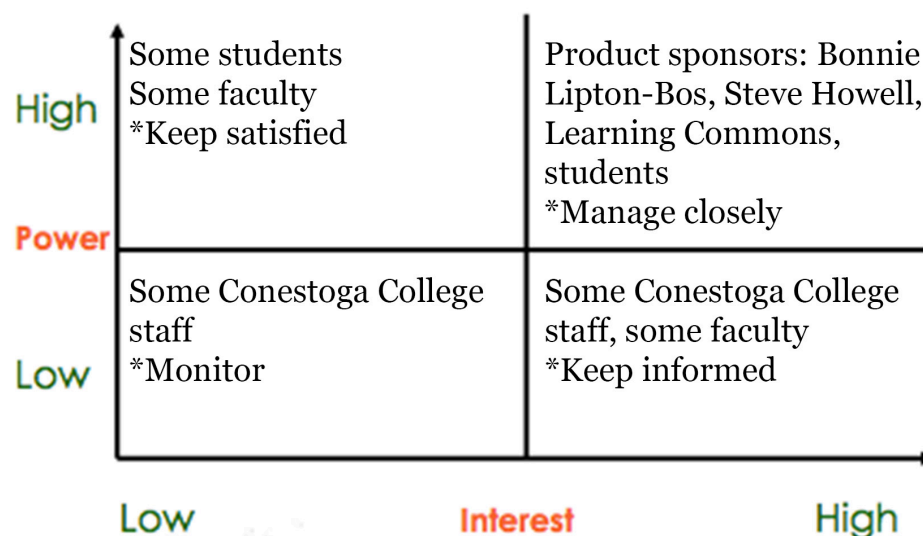 Some students
Some faculty
*Keep satisfied
Product sponsors: Bonnie
Lipton-Bos, Steve Howell,
Learning Commons,
students
*Manage closely
High
Power
Some Conestoga College
staff
*Monitor
Some Conestoga College
staff, some faculty
*Keep informed
Low
Low
Interest
High